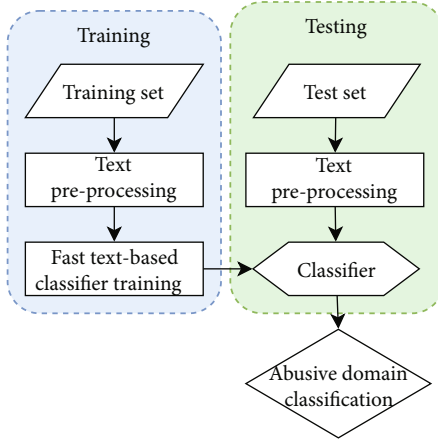 Training
Training set
Text
pre-processing
Fast text-based
classifier training
Testing
Test set
Text
pre-processing
Classifier
Abusive domain
classification